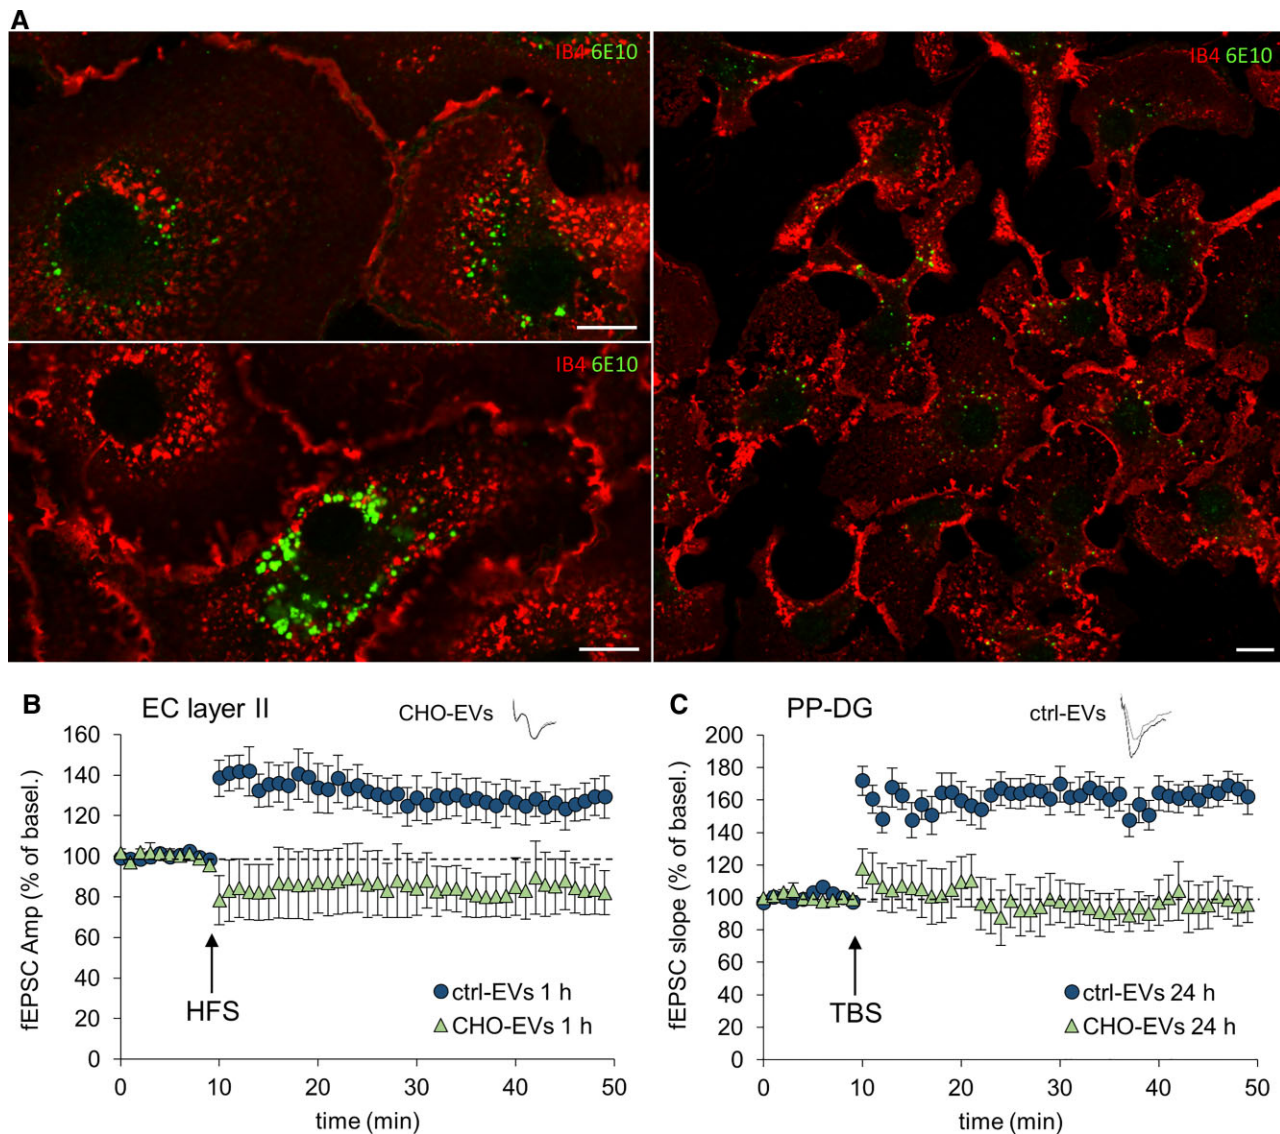 A
IB4 6E10
IB4 6E10
IB4 6E10
B
EC layer II
CHO-EVs
160
140
120
100
80
60
40
20
0
fEPSC Amp (% of basel.)
HFS
ctrl-EVs 1 h
CHO-EVs 1 h
0 10 20 30 40 50
time (min)
C
PP-DG
ctrl-EVs
200
180
160
140
120
100
80
60
40
20
0
fEPSC slope (% of basel.)
TBS
ctrl-EVs 24 h
CHO-EVs 24 h
0 10 20 30 40 50
time (min)